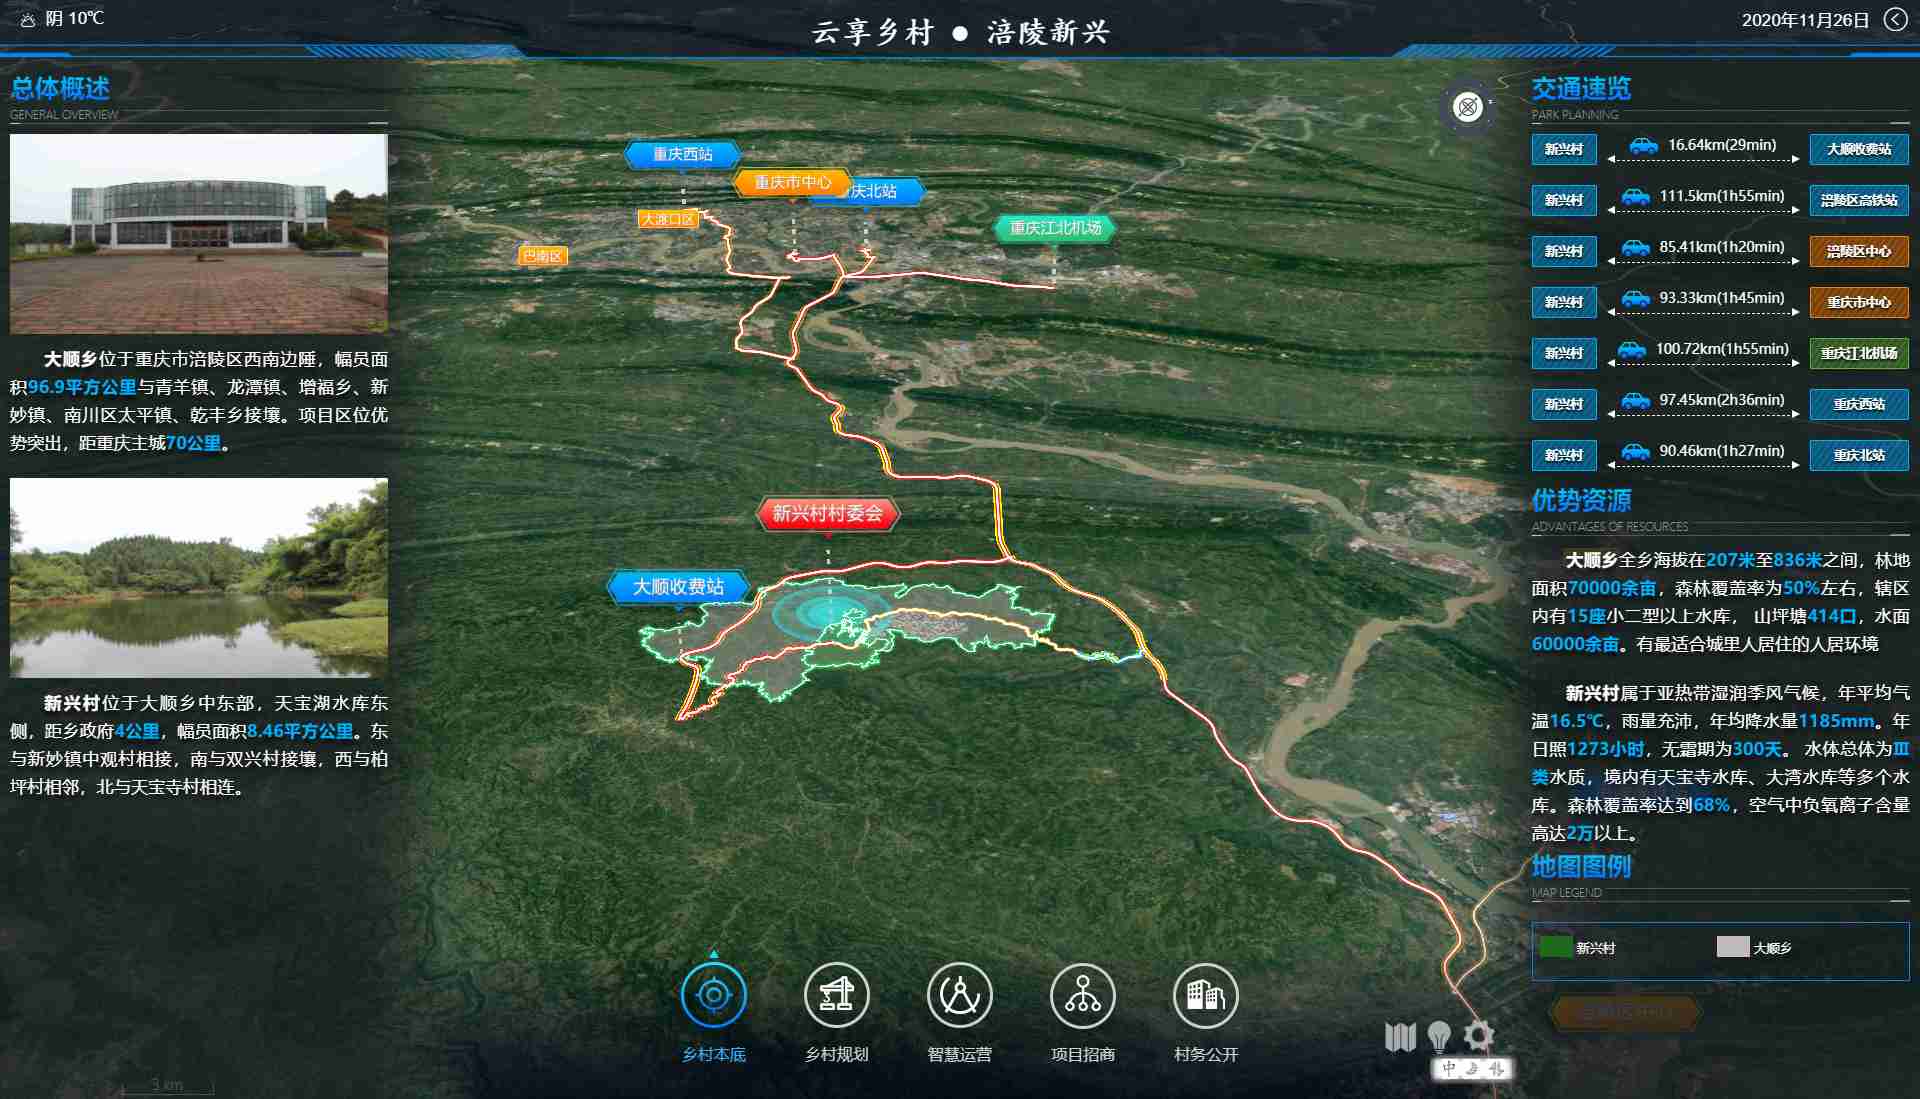 阴 10℃
云享乡村 ● 涪陵新兴
2020年11月26日
总体概述
GENERAL OVERVIEW
大顺乡位于重庆市涪陵区西南边陲，幅员面
积96.9平方公里与青羊镇、龙潭镇、增福乡、新
妙镇、南川区太平镇、乾丰乡接壤。项目区位优
势突出，距重庆主城70公里。
新兴村位于大顺乡中东部，天宝湖水库东
侧，距乡政府4公里，幅员面积8.46平方公里。东
与新妙镇中观村相接，南与双兴村接壤，西与柏
坪村相邻，北与天宝寺村相连。
3 km
重庆西站
重庆市中心
庆北站
大渡口区
重庆江北机场
巴南区
新兴村村委会
大顺收费站
乡村本底
乡村规划
智慧运营
项目招商
村务公开
中
交通速览
PARK PLANNING
新兴村 16.64km(29min) 大顺收费站
新兴村 111.5km(1h55min) 涪陵区高铁站
新兴村 85.41km(1h20min) 涪陵区中心
新兴村 93.33km(1h45min) 重庆市中心
新兴村 100.72km(1h55min) 重庆江北机场
新兴村 97.45km(2h36min) 重庆西站
新兴村 90.46km(1h27min) 重庆北站
优势资源
ADVANTAGES OF RESOURCES
大顺乡全乡海拔在207米至836米之间，林地
面积70000余亩，森林覆盖率为50%左右，辖区
内有15座小二型以上水库， 山坪塘414口，水面
60000余亩。有最适合城里人居住的人居环境
新兴村属于亚热带湿润季风气候，年平均气
温16.5℃，雨量充沛，年均降水量1185mm。年
日照1273小时，无霜期为300天。 水体总体为Ⅲ
类水质，境内有天宝寺水库、大湾水库等多个水
库。森林覆盖率达到68%，空气中负氧离子含量
高达2万以上。
地图图例
MAP LEGEND
新兴村
大顺乡